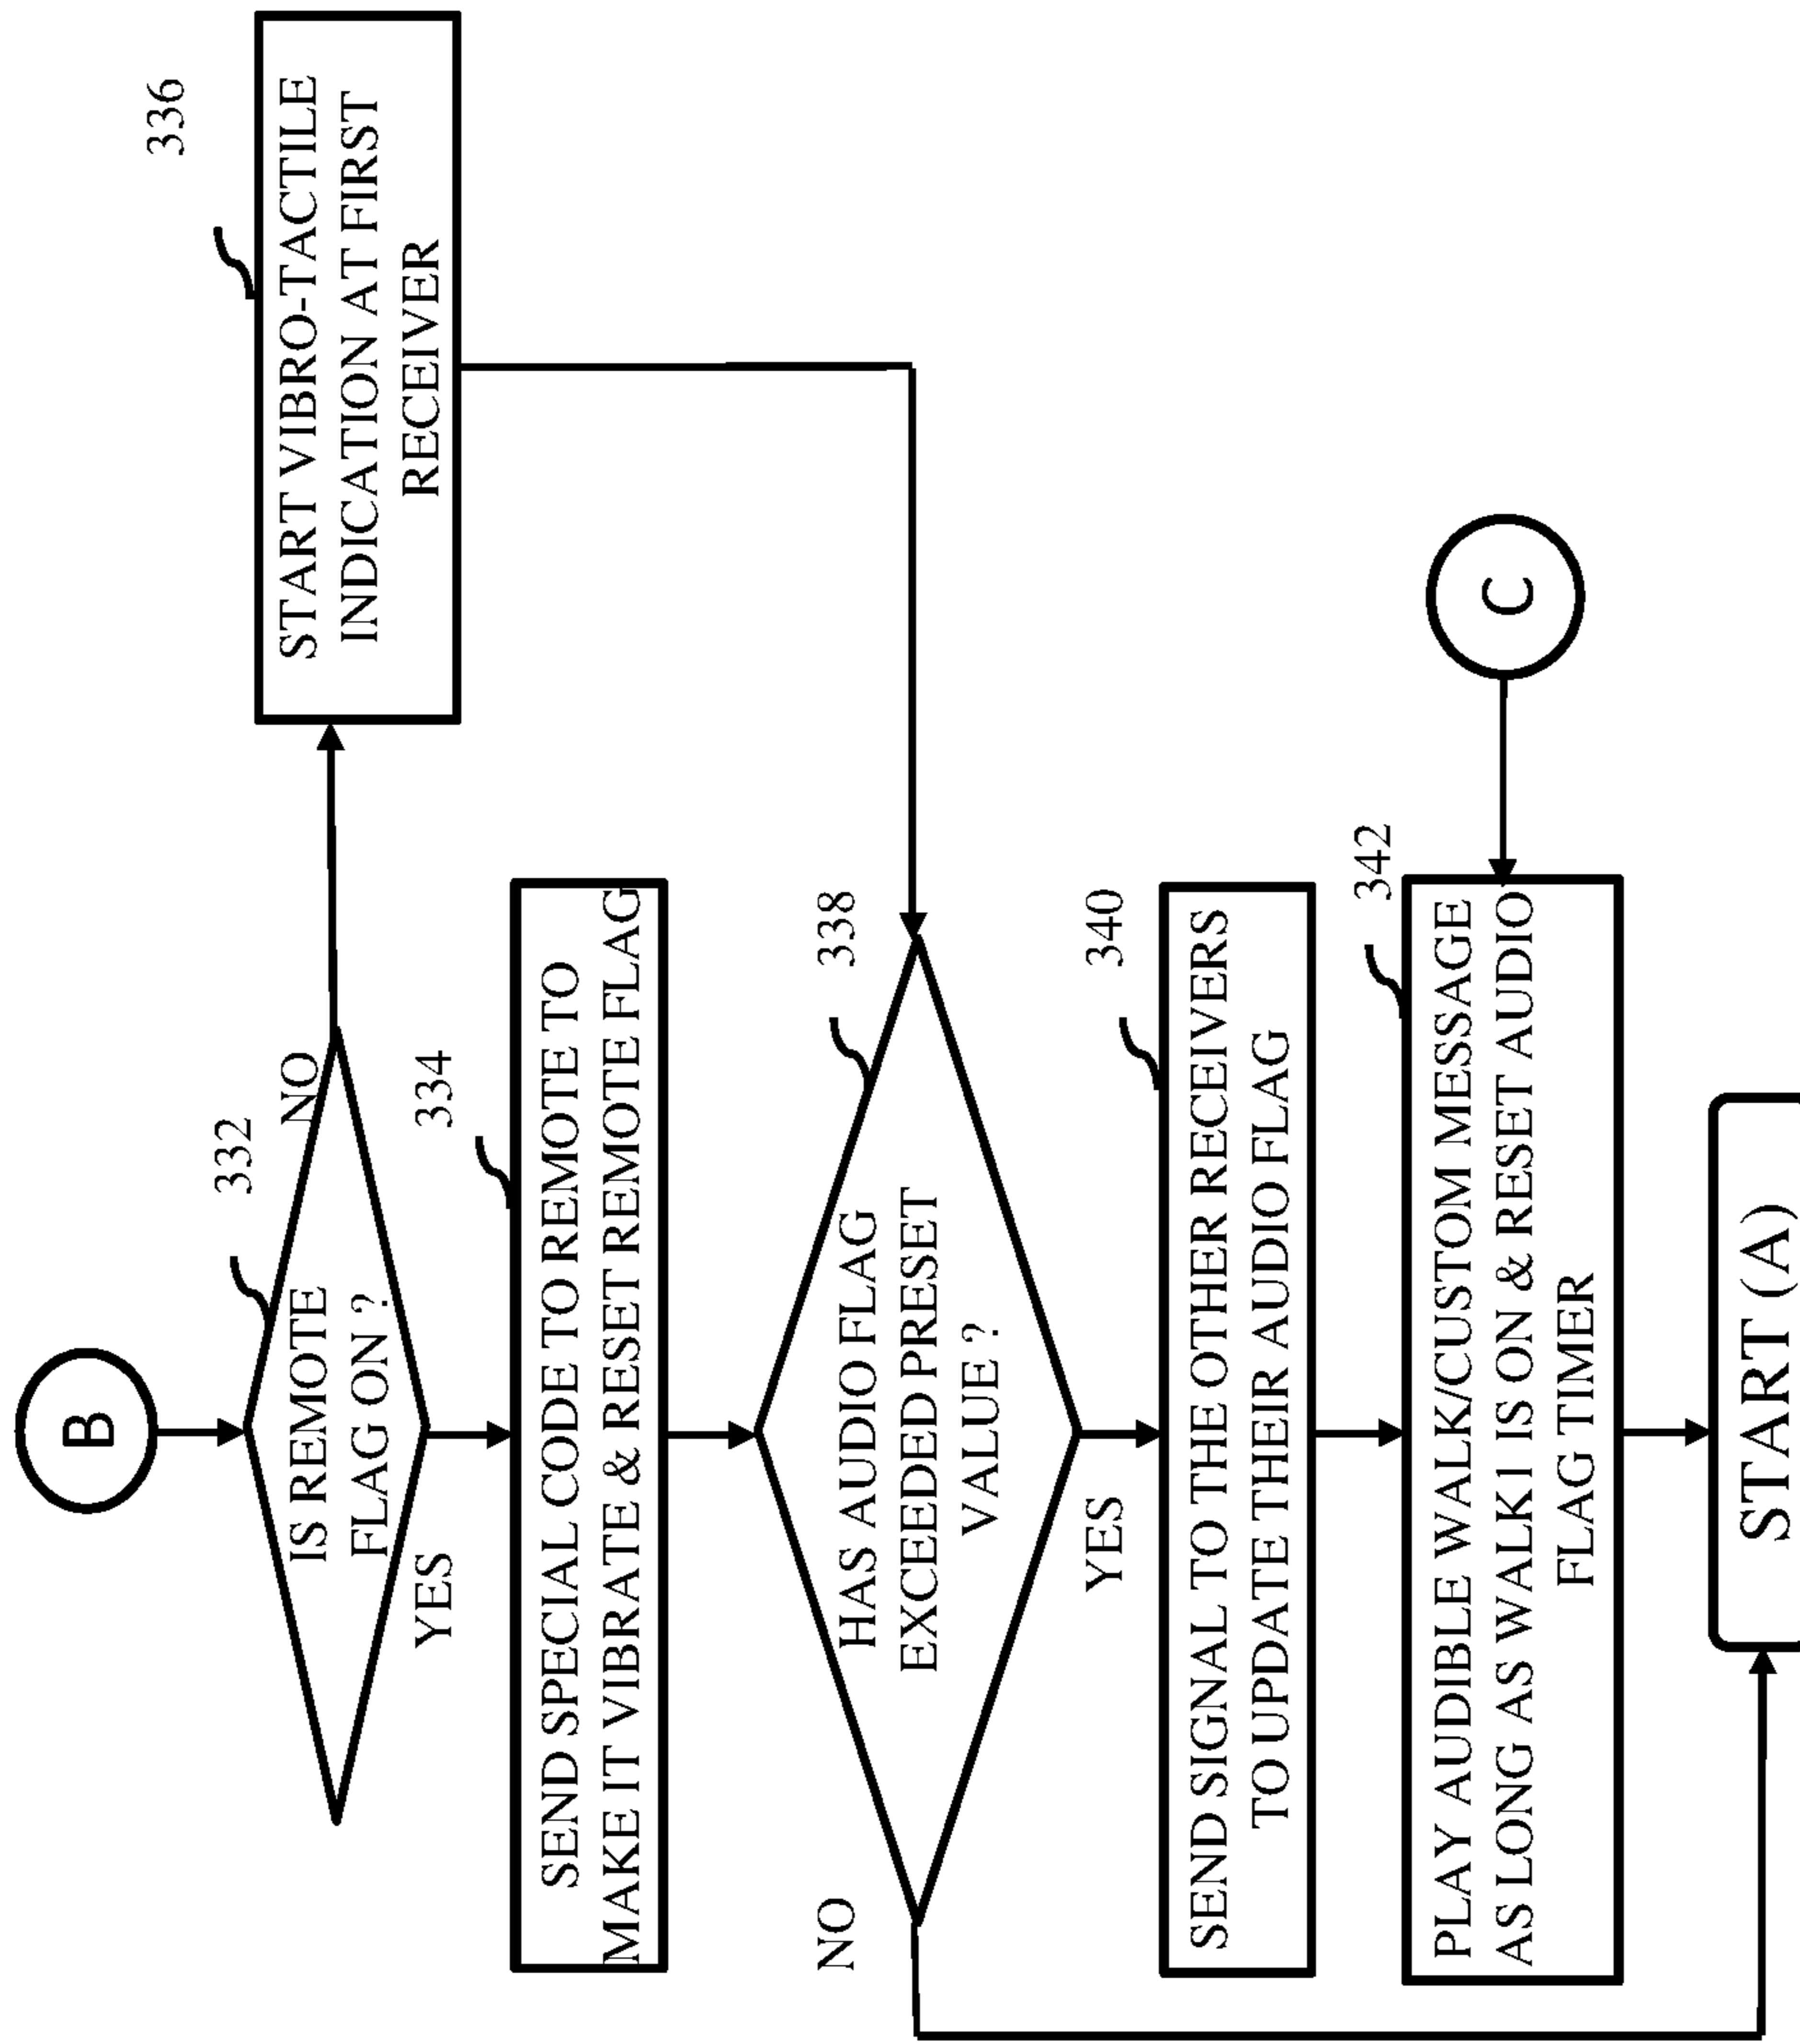 B
332
IS REMOTE
FLAG ON ?
NO
YES
336
START VIBRO-TACTILE
INDICATION AT FIRST
RECEIVER
334
SEND SPECIAL CODE TO REMOTE TO
MAKE IT VIBRATE & RESET REMOTE FLAG
338
HAS AUDIO FLAG
EXCEEDED PRESET
VALUE ?
NO
YES
340
SEND SIGNAL TO THE OTHER RECEIVERS
TO UPDATE THEIR AUDIO FLAG
342
PLAY AUDIBLE WALK/CUSTOM MESSAGE
AS LONG AS WALK1 IS ON & RESET AUDIO
FLAG TIMER
C
START (A)